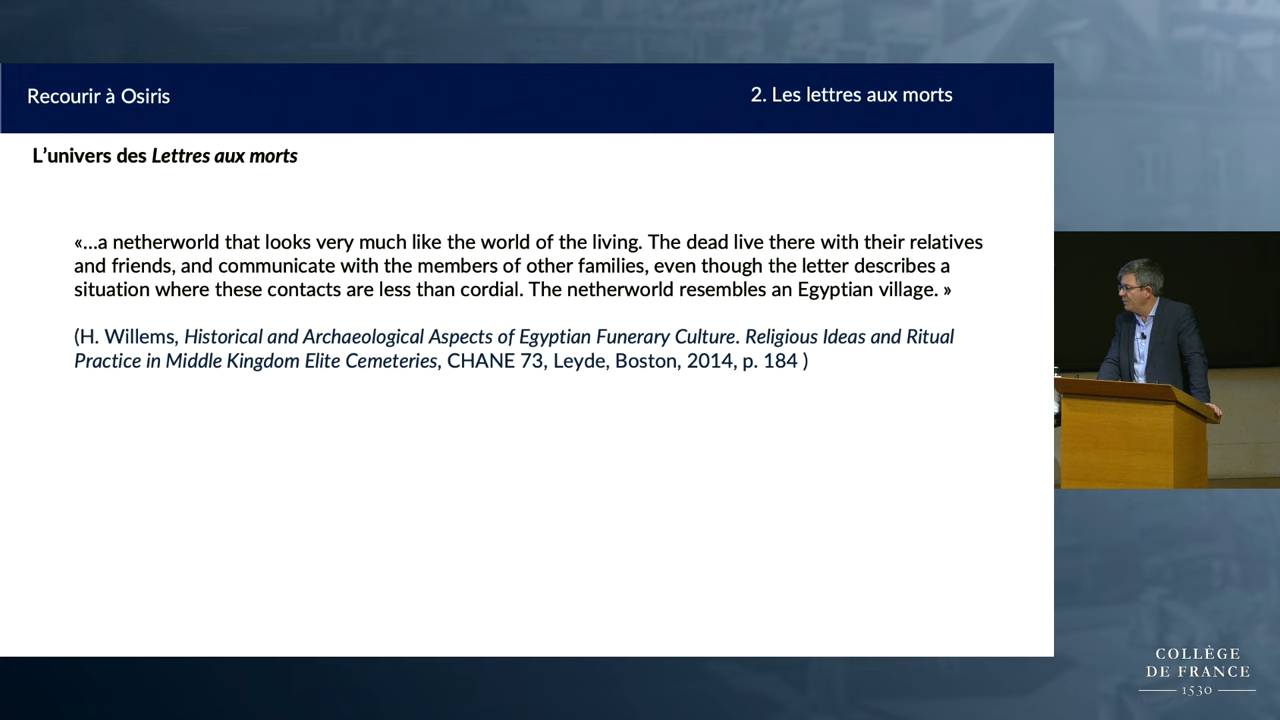 Recourir à Osiris
2. Les lettres aux morts
L’univers des Lettres aux morts
«…a netherworld that looks very much like the world of the living. The dead live there with their relatives
and friends, and communicate with the members of other families, even though the letter describes a
situation where these contacts are less than cordial. The netherworld resembles an Egyptian village. »
(H. Willems, Historical and Archaeological Aspects of Egyptian Funerary Culture. Religious Ideas and Ritual
Practice in Middle Kingdom Elite Cemeteries, CHANE 73, Leyde, Boston, 2014, p. 184 )
COLLÈGE
DE FRANCE
1530